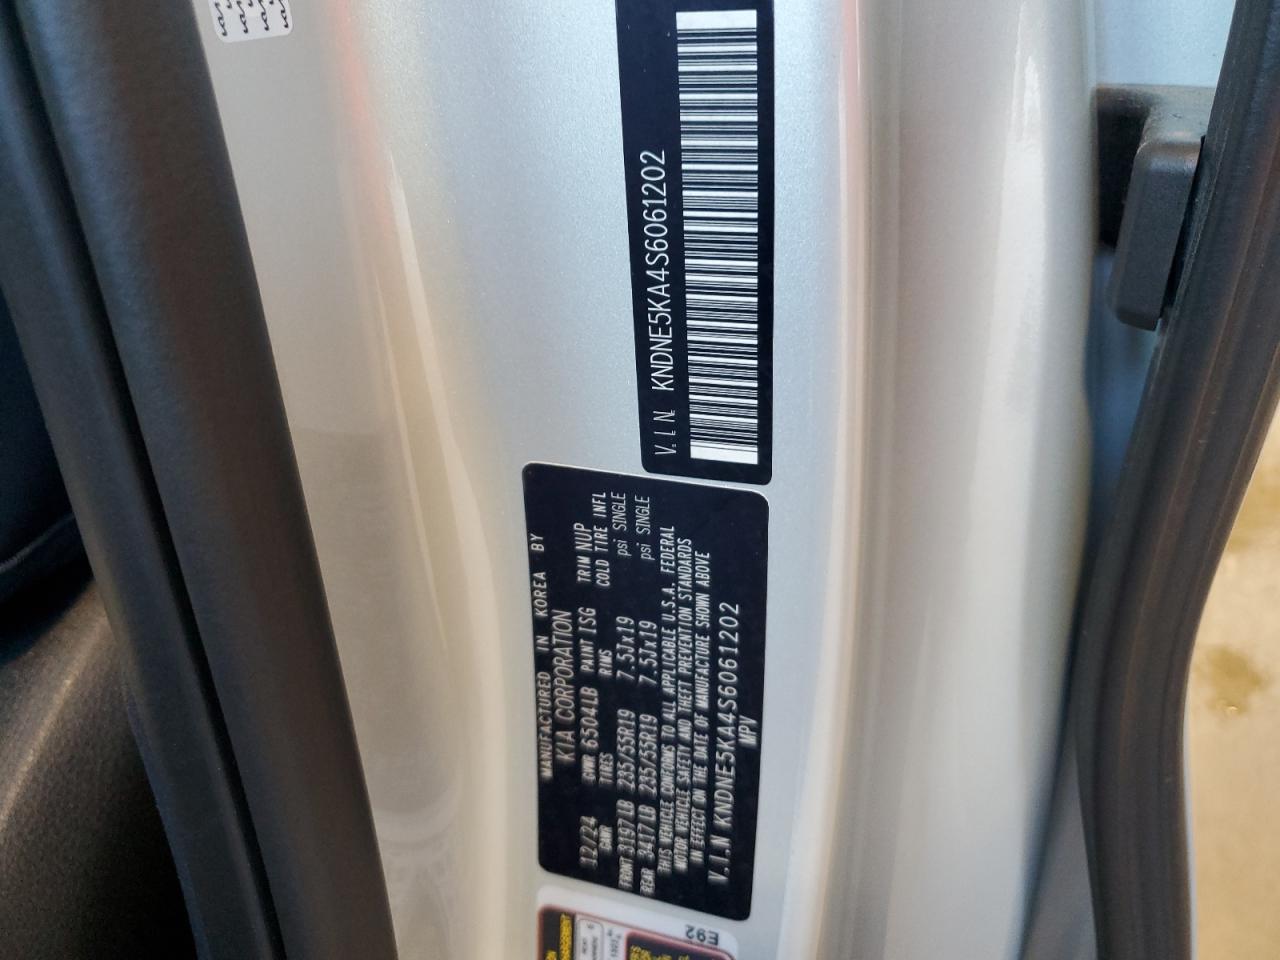 V.I.N. KNDNE5KA4S6061202
MANUFACTURED IN KOREA BY
KIA CORPORATION
12/24 GVWR 6504LB PAINT ISG TRIM NUP
GAWR TIRES RIMS COLD TIRE INFL
FRONT 3197LB 235/55R19 7.5Jx19 psi SINGLE
REAR 3417LB 235/55R19 7.5Jx19 psi SINGLE
THIS VEHICLE CONFORMS TO ALL APPLICABLE U.S.A. FEDERAL
MOTOR VEHICLE SAFETY AND THEFT PREVENTION STANDARDS
IN EFFECT ON THE DATE OF MANUFACTURE SHOWN ABOVE
V.I.N KNDNE5KA4S6061202
MPV